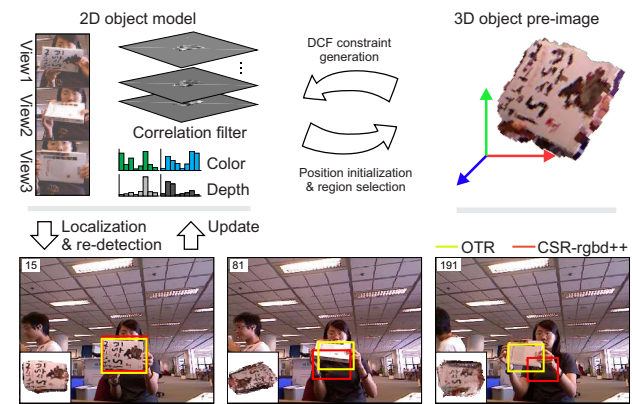 2D object model
3D object pre-image
View1
View2
View3
DCF constraint
generation
Correlation filter
Color
Depth
Position initialization
& region selection
Localization
& re-detection
Update
OTR
CSR-rgbd++
15
81
191